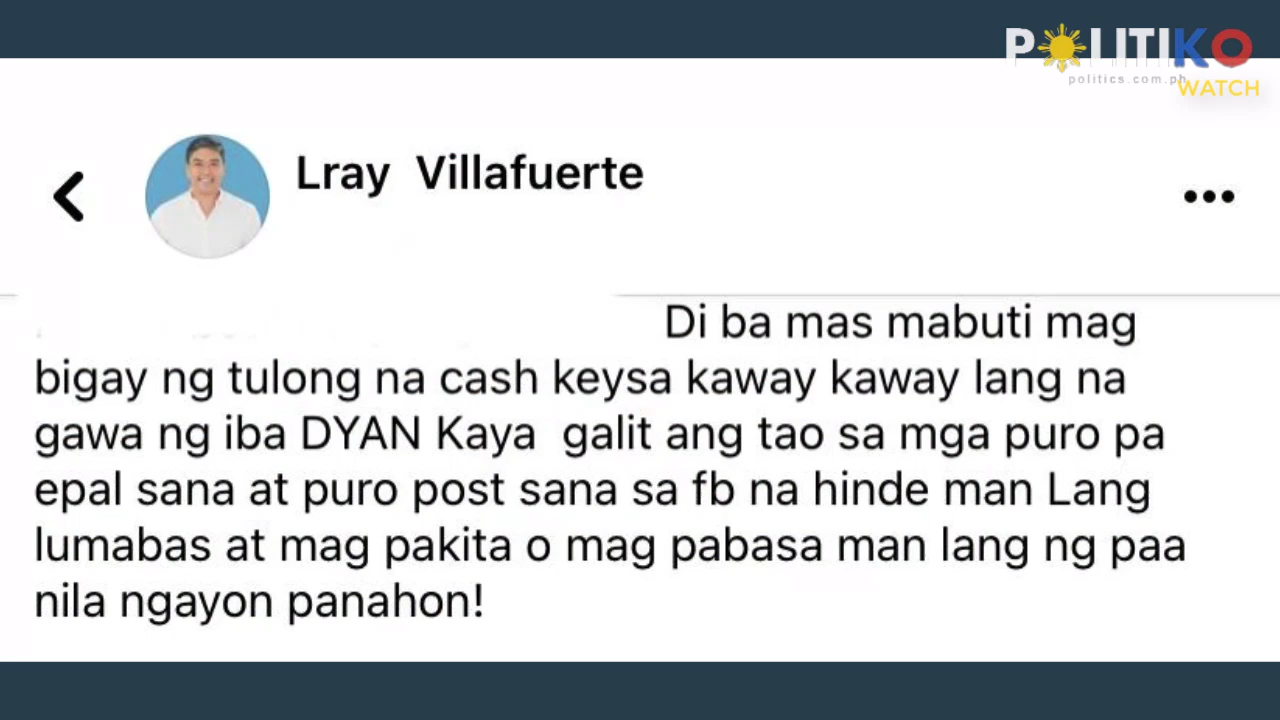 POLITIKO
politics.com.ph
WATCH
Lray Villafuerte
Di ba mas mabuti mag
bigay ng tulong na cash keysa kaway kaway lang na
gawa ng iba DYAN Kaya galit ang tao sa mga puro pa
epal sana at puro post sana sa fb na hinde man Lang
lumabas at mag pakita o mag pabasa man lang ng paa
nila ngayon panahon!